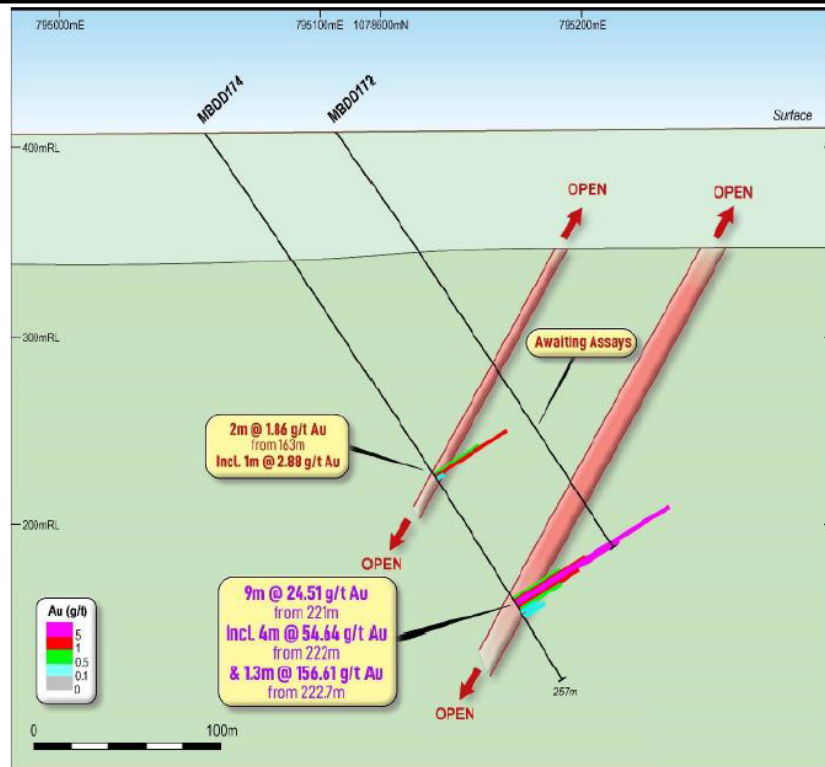 795000mE 795100mE 1078600mN 795200mE
MBDD174 MBDD172
Surface
400mRL
OPEN OPEN
300mRL
Awaiting Assays
2m @ 1.86 g/t Au
from 163m
Incl. 1m @ 2.88 g/t Au
200mRL
OPEN
9m @ 24.51 g/t Au
from 221m
Incl. 4m @ 54.64 g/t Au
from 222m
& 1.3m @ 156.61 g/t Au
from 222.7m
Au (g/t)
5
1
0.5
0.1
0
257m
OPEN
0 100m